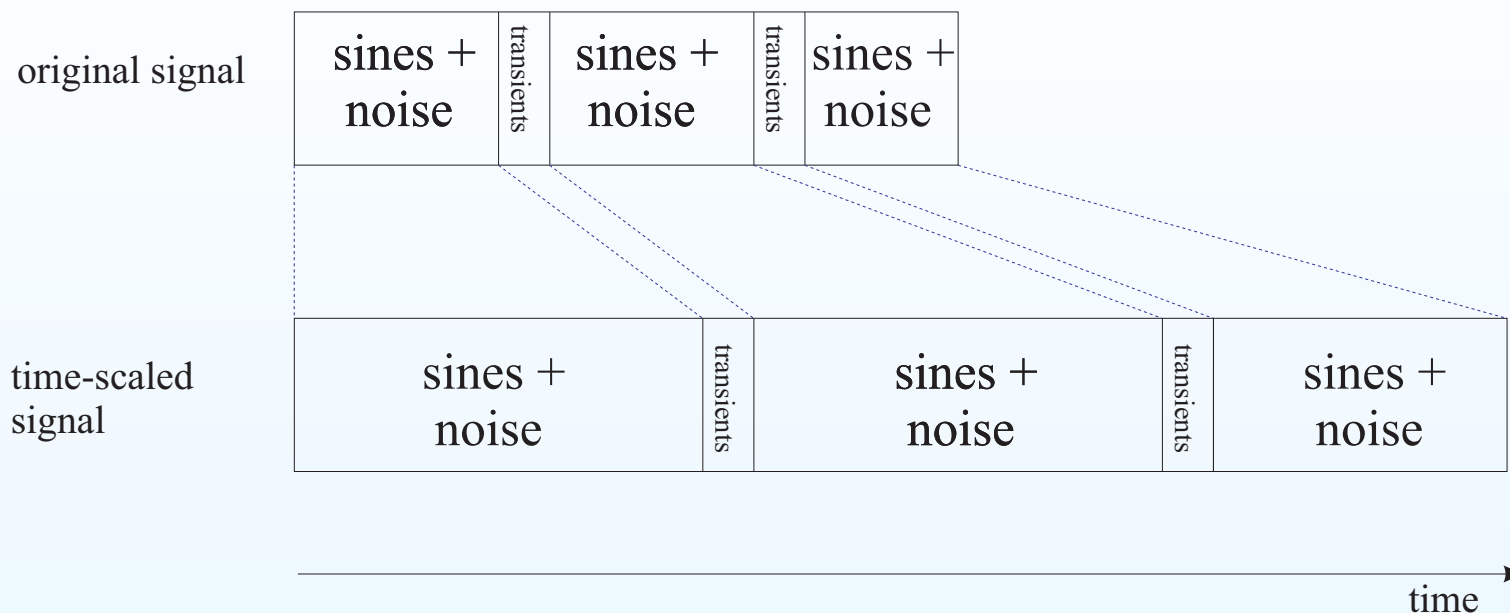 original signal
sines +
noise
transients
sines +
noise
transients
sines +
noise
time-scaled
signal
sines +
noise
transients
sines +
noise
transients
sines +
noise
time